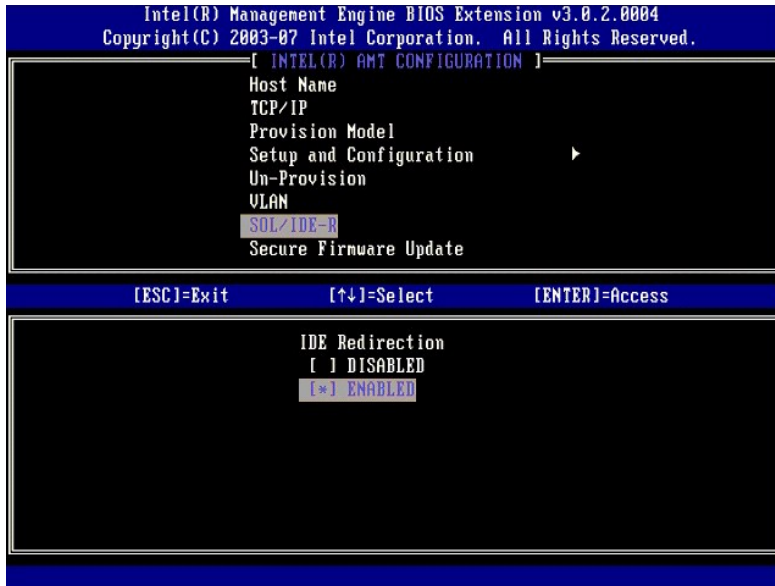 Intel(R) Management Engine BIOS Extension v3.0.2.0004
Copyright(C) 2003-07 Intel Corporation. All Rights Reserved.
[ INTEL(R) AMT CONFIGURATION ]
Host Name
TCP/IP
Provision Model
Setup and Configuration
Un-Provision
VLAN
SOL/IDE-R
Secure Firmware Update
[ESC]=Exit [↑↓]=Select [ENTER]=Access
IDE Redirection
[ ] DISABLED
[*] ENABLED